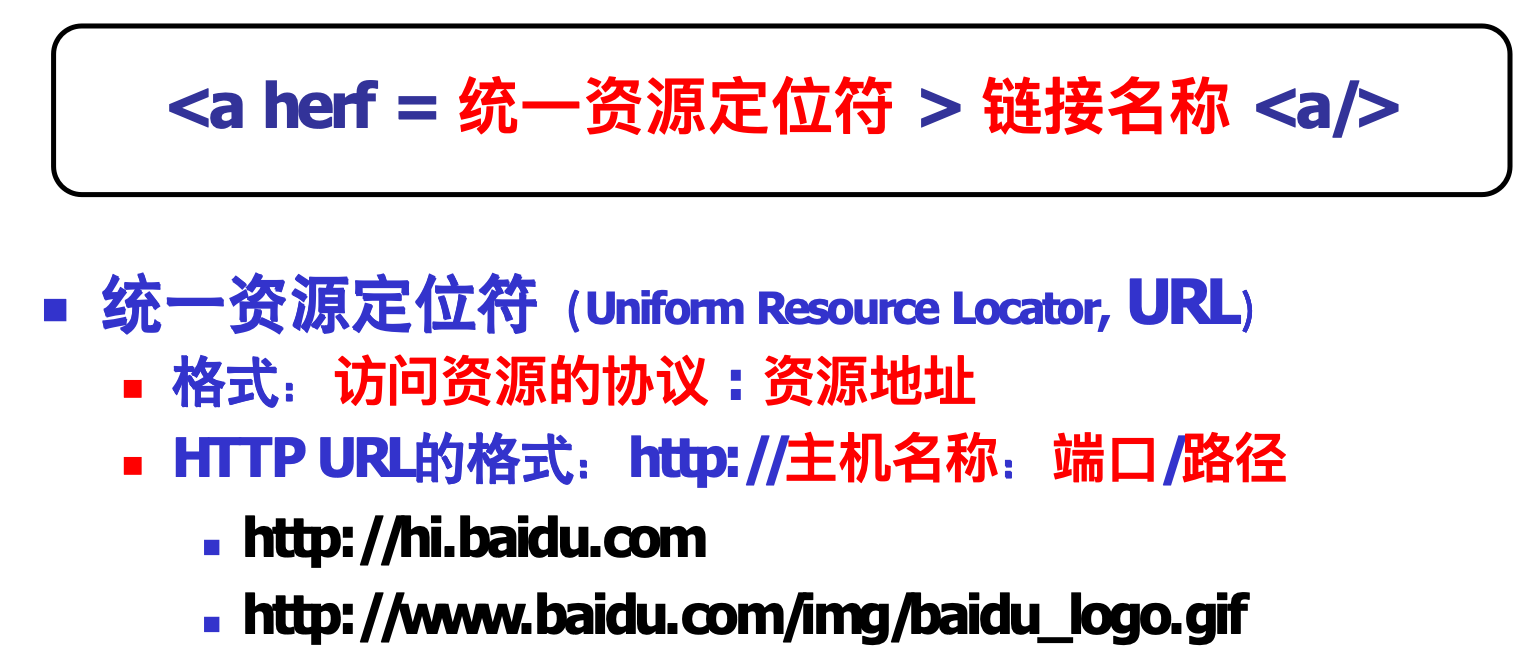 <a herf = 统一资源定位符 > 链接名称 <a/>
统一资源定位符（Uniform Resource Locator, URL）
格式： 访问资源的协议 : 资源地址
HTTP URL的格式： http://主机名称： 端口/路径
http://hi.baidu.com
http://www.baidu.com/img/baidu_logo.gif